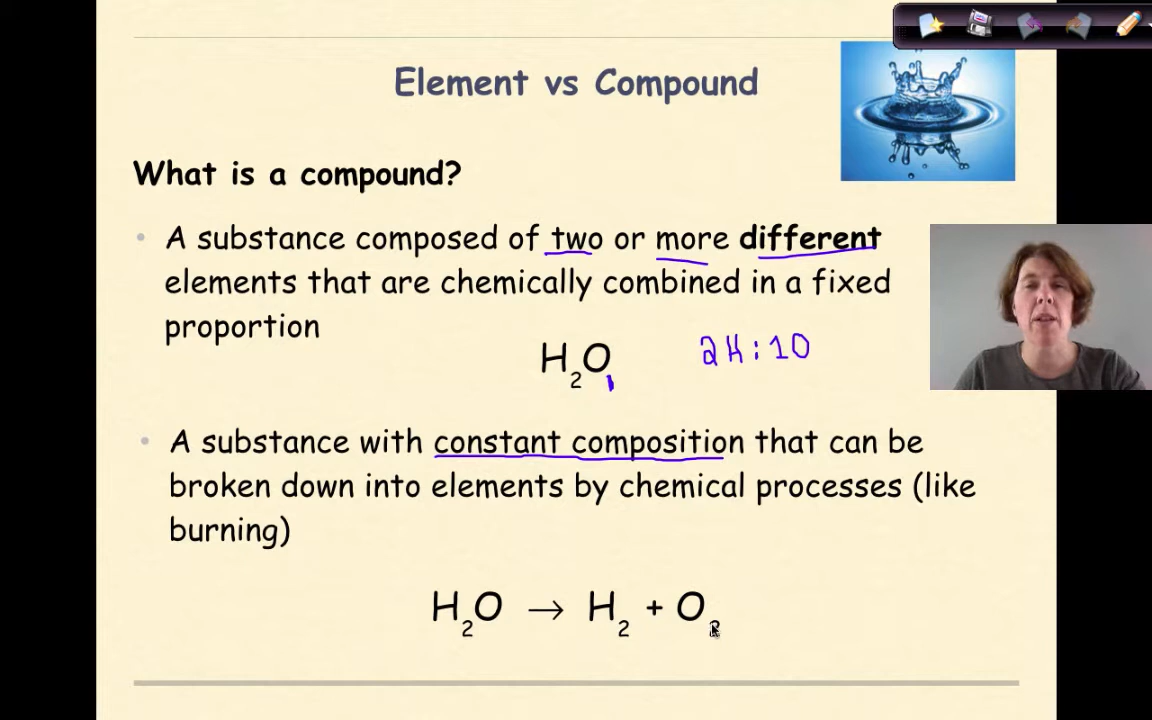 Element vs Compound
What is a compound?
• A substance composed of two or more different
elements that are chemically combined in a fixed
proportion
H₂O₁ 2H:1O
• A substance with constant composition that can be
broken down into elements by chemical processes (like
burning)
H₂O → H₂ + O₂